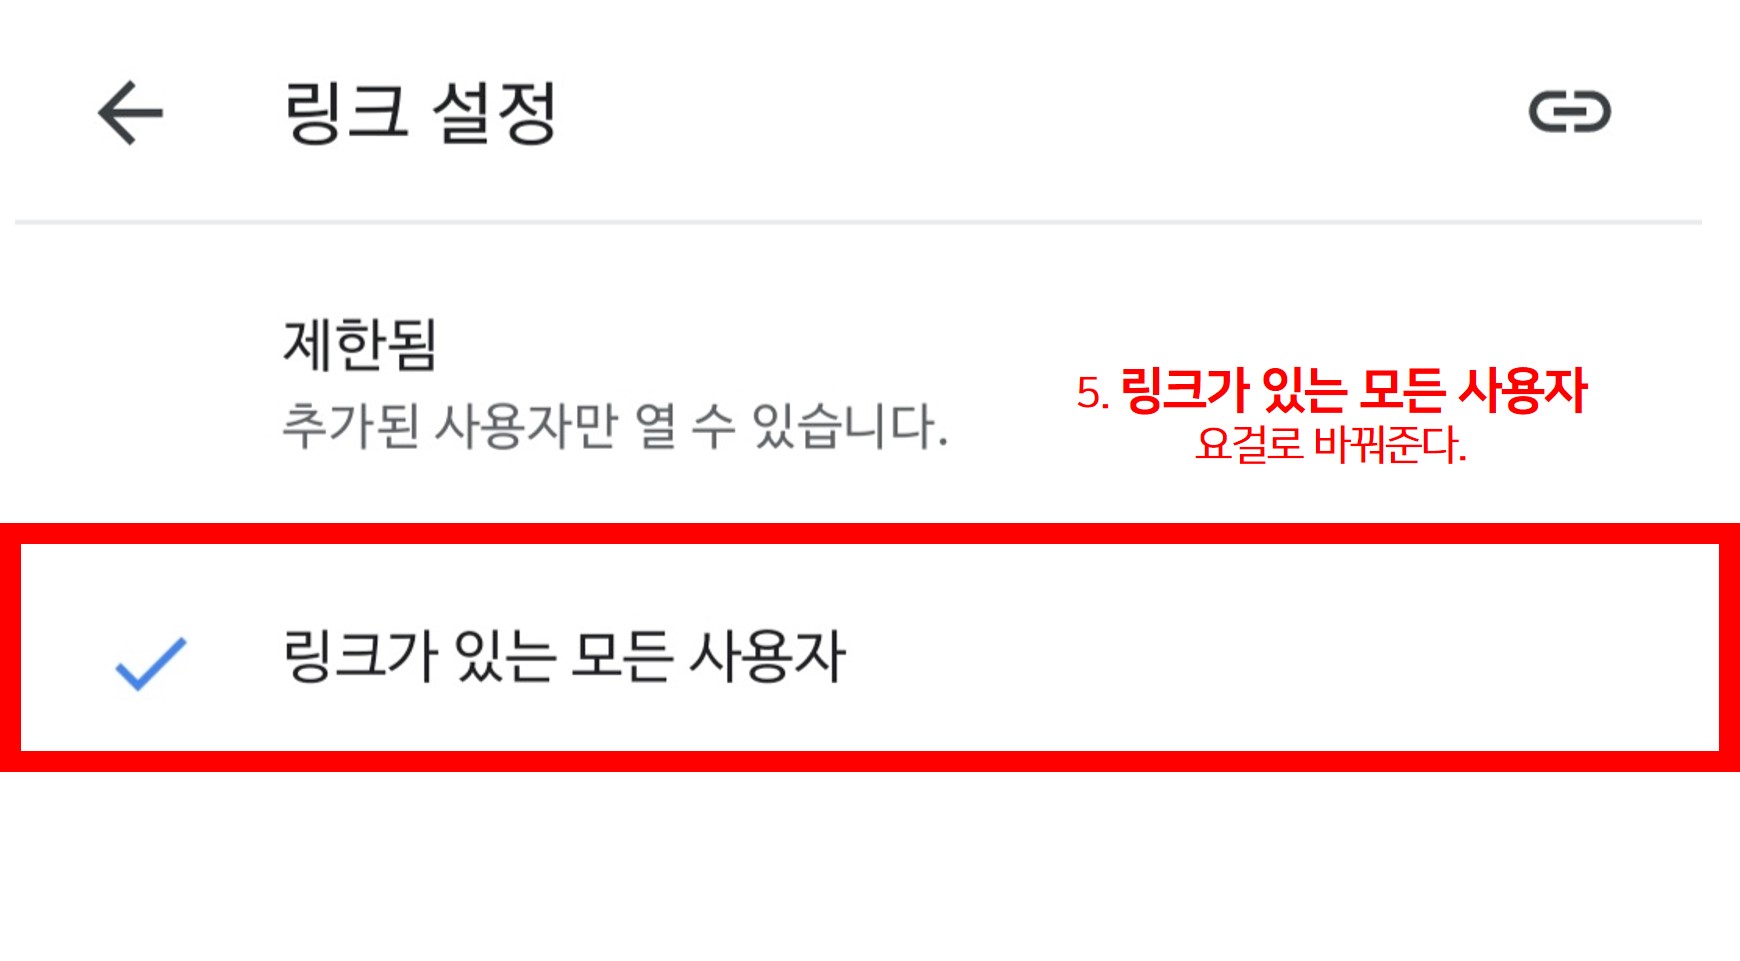 링크 설정
제한됨
추가된 사용자만 열 수 있습니다.
5. 링크가 있는 모든 사용자
요걸로 바꿔준다.
링크가 있는 모든 사용자